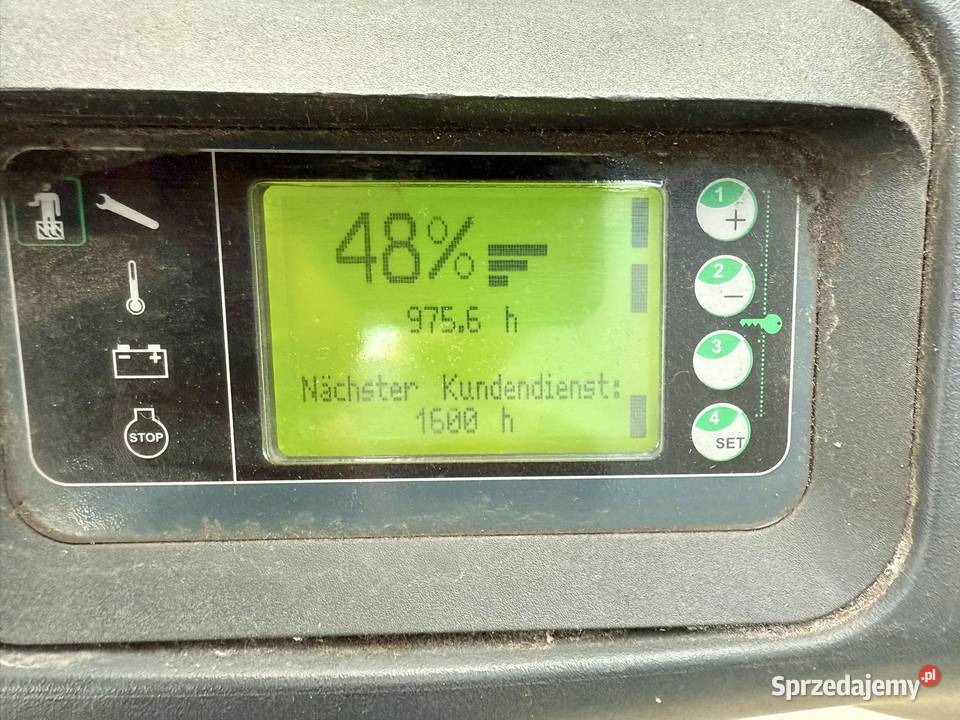 48%
975.6 h
Nächster Kundendienst:
1600 h
STOP
- +
1
+
2
−
3
4
SET
Sprzedajemy.pl